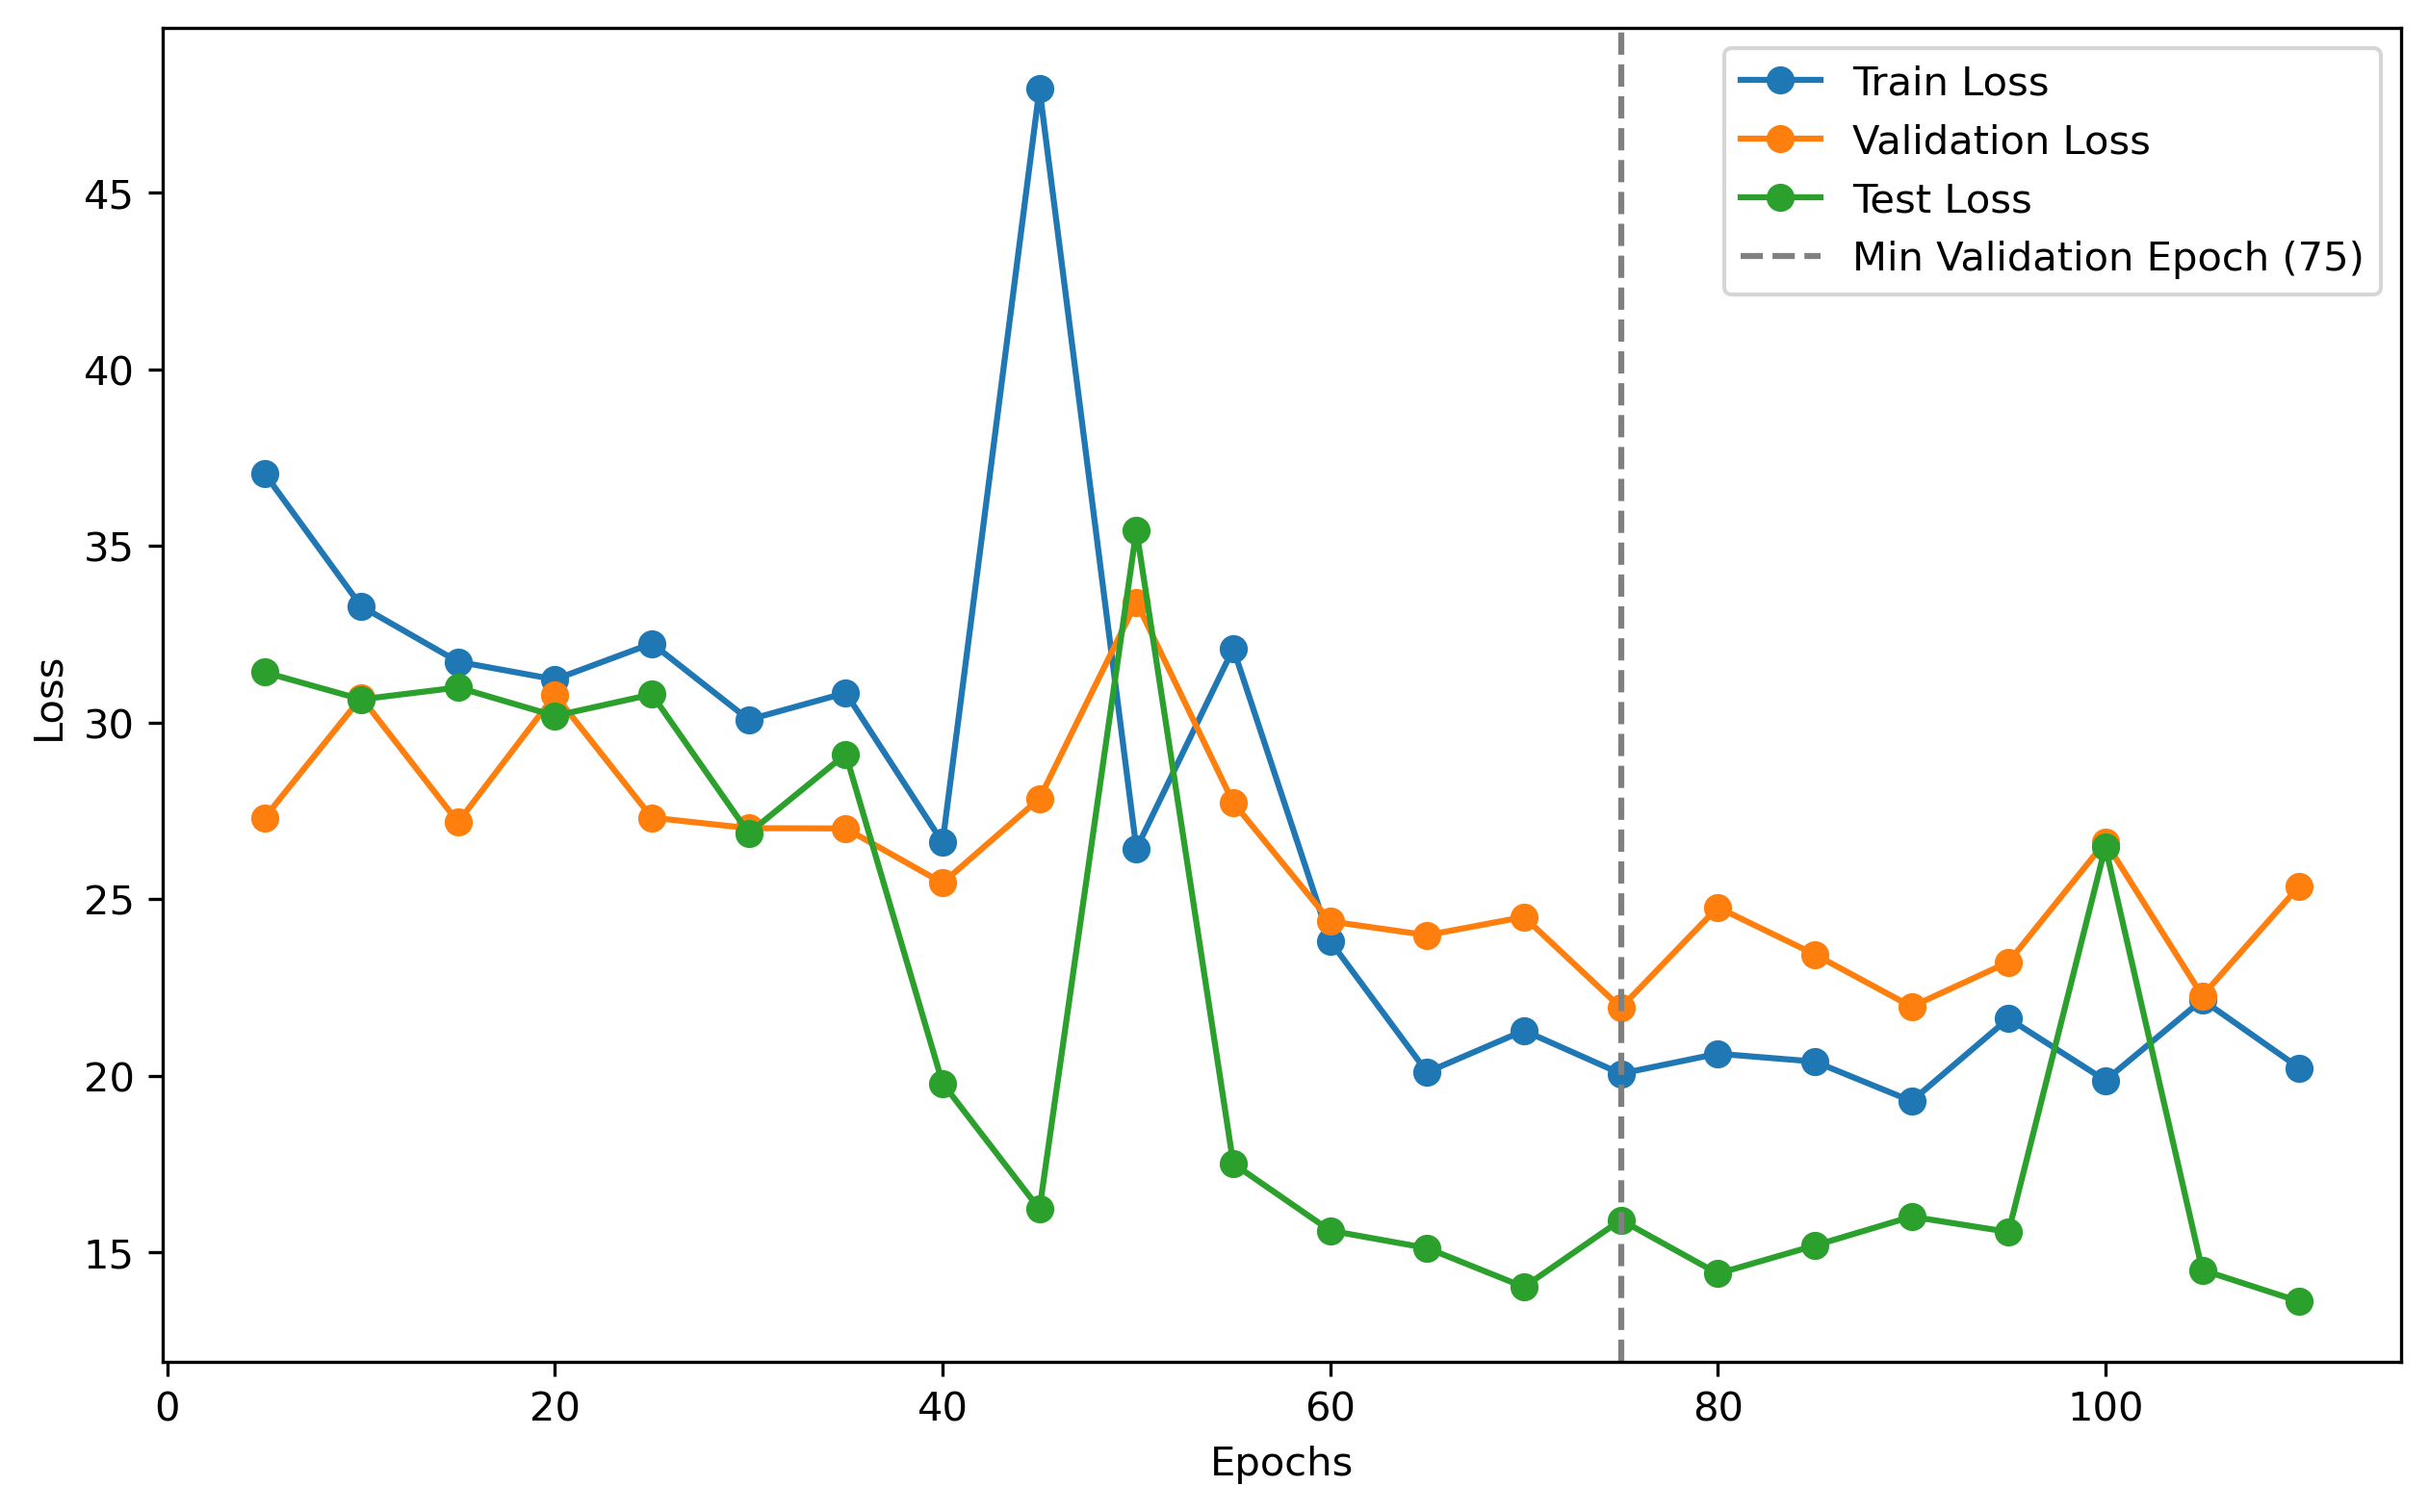 Train Loss
Validation Loss
Test Loss
Min Validation Epoch (75)
45
40
35
30
25
20
15
Loss
0 20 40 60 80 100
Epochs